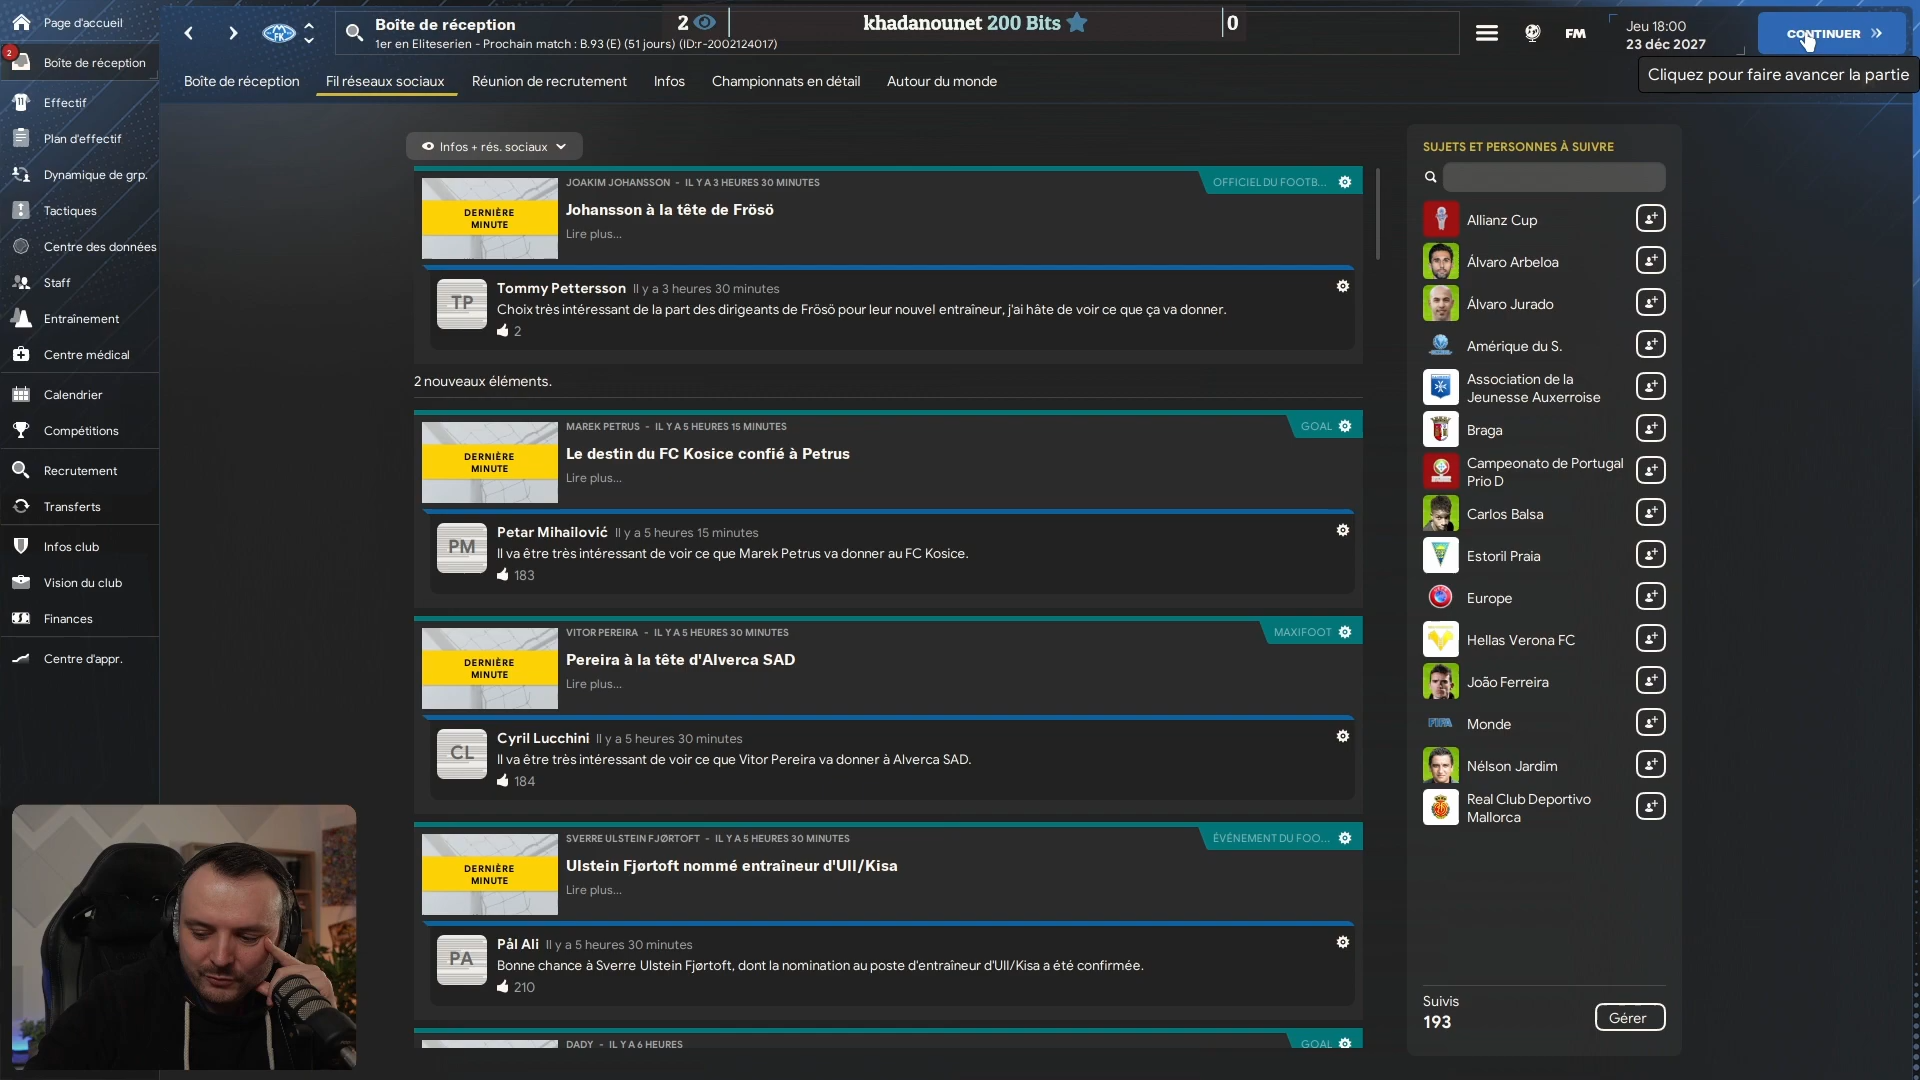 Page d'accueil
2
Boîte de réception
Effectif
Plan d'effectif
Dynamique de grp.
Tactiques
Centre des données
Staff
Entraînement
Centre médical
Calendrier
Compétitions
Recrutement
Transferts
Infos club
Vision du club
Finances
Centre d'appr.
Boîte de réception
1er en Eliteserien - Prochain match : B.93 (E) (51 jours) (ID:r-2002124017)
2
khadanounet 200 Bits
0
FM
Jeu 18:00
23 déc 2027
CONTINUER
Cliquez pour faire avancer la partie
Boîte de réception
Fil réseaux sociaux
Réunion de recrutement
Infos
Championnats en détail
Autour du monde
Infos + rés. sociaux
JOAKIM JOHANSSON - IL Y A 3 HEURES 30 MINUTES
OFFICIEL DU FOOTB...
DERNIÈRE
MINUTE
Johansson à la tête de Frösö
Lire plus...
TP
Tommy Pettersson Il y a 3 heures 30 minutes
Choix très intéressant de la part des dirigeants de Frösö pour leur nouvel entraîneur, j'ai hâte de voir ce que ça va donner.
2
2 nouveaux éléments.
MAREK PETRUS - IL Y A 5 HEURES 15 MINUTES
GOAL
DERNIÈRE
MINUTE
Le destin du FC Kosice confié à Petrus
Lire plus...
PM
Petar Mihailović Il y a 5 heures 15 minutes
Il va être très intéressant de voir ce que Marek Petrus va donner au FC Kosice.
183
VITOR PEREIRA - IL Y A 5 HEURES 30 MINUTES
MAXIFOOT
DERNIÈRE
MINUTE
Pereira à la tête d'Alverca SAD
Lire plus...
CL
Cyril Lucchini Il y a 5 heures 30 minutes
Il va être très intéressant de voir ce que Vitor Pereira va donner à Alverca SAD.
184
SVERRE ULSTEIN FJØRTOFT - IL Y A 5 HEURES 30 MINUTES
ÉVÉNEMENT DU FOO...
DERNIÈRE
MINUTE
Ulstein Fjørtoft nommé entraîneur d'Ull/Kisa
Lire plus...
PA
Pål Ali Il y a 5 heures 30 minutes
Bonne chance à Sverre Ulstein Fjørtoft, dont la nomination au poste d'entraîneur d'Ull/Kisa a été confirmée.
210
DADY - IL Y A 6 HEURES
GOAL
SUJETS ET PERSONNES À SUIVRE
Allianz Cup
Álvaro Arbeloa
Álvaro Jurado
Amérique du S.
Association de la
Jeunesse Auxerroise
Braga
Campeonato de Portugal
Prio D
Carlos Balsa
Estoril Praia
Europe
Hellas Verona FC
João Ferreira
FIFA
Monde
Nélson Jardim
Real Club Deportivo
Mallorca
Suivis
193
Gérer